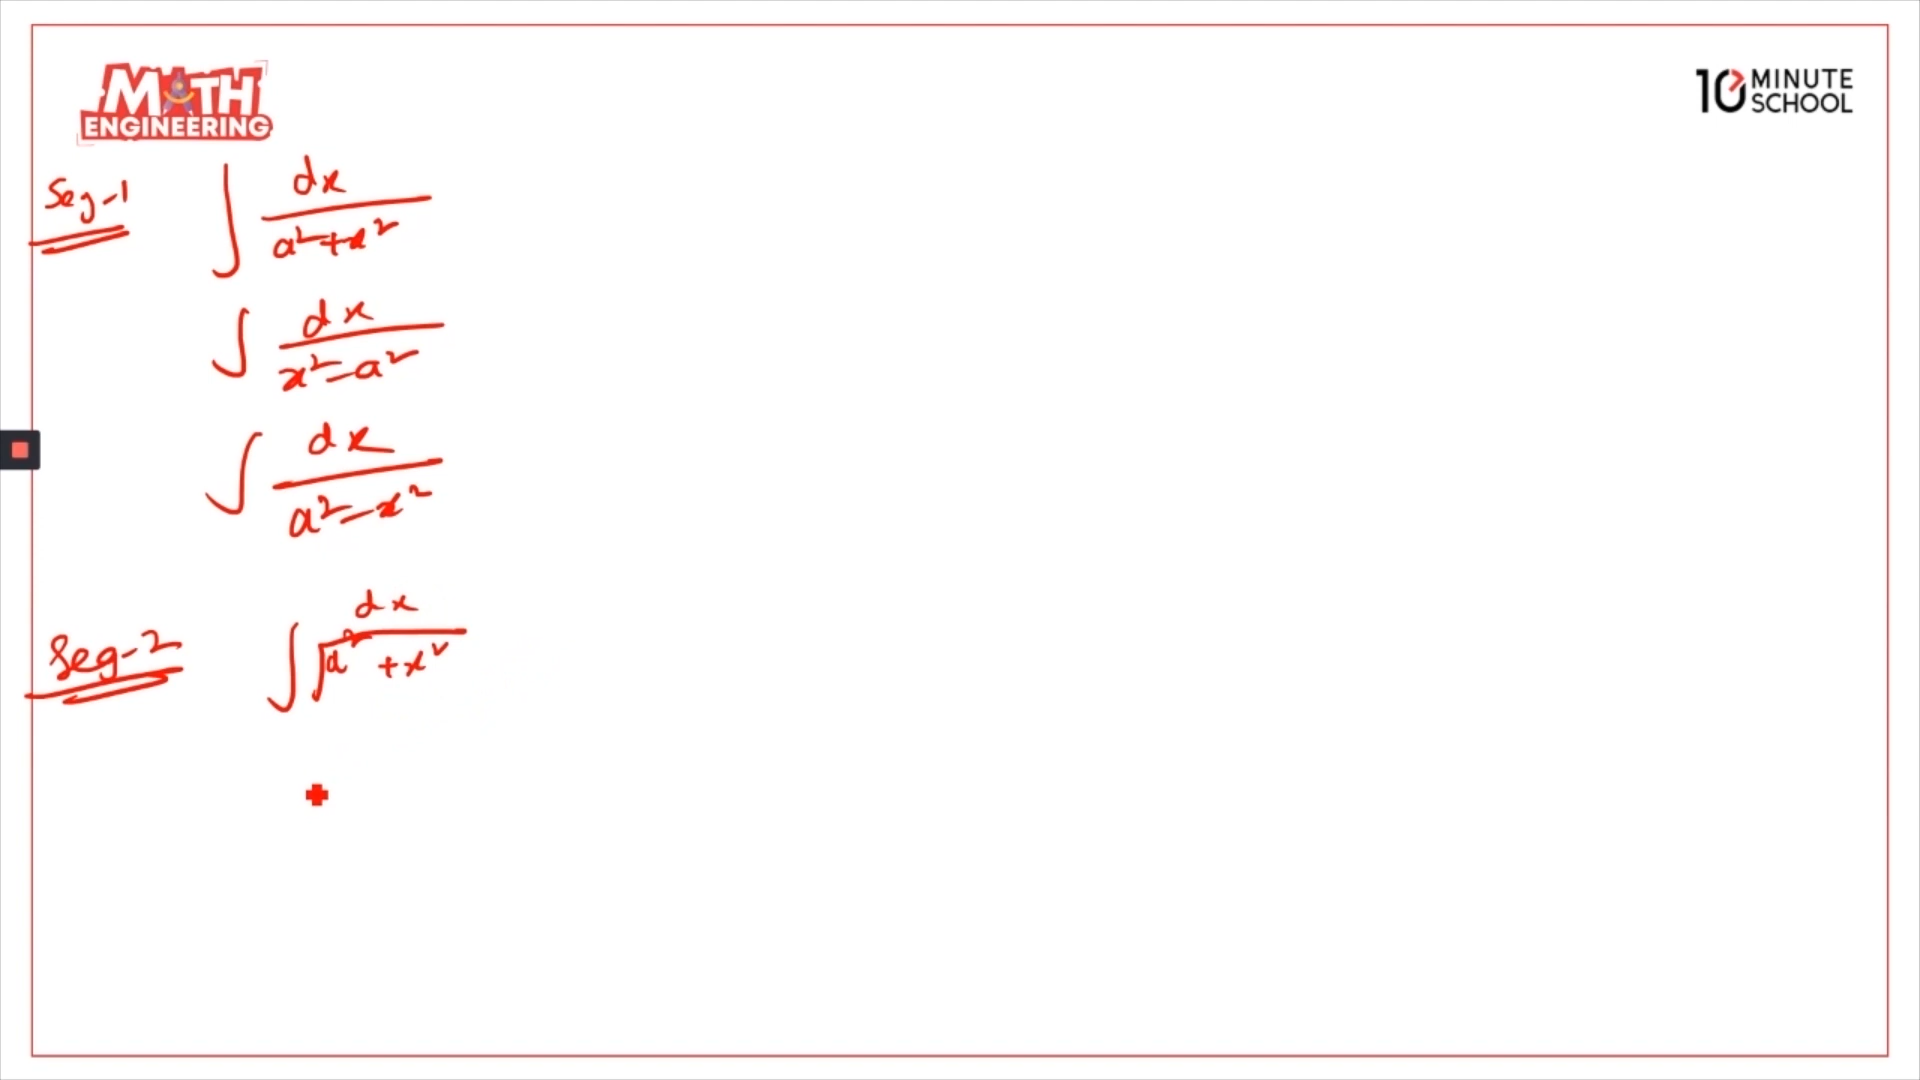 MATH
ENGINEERING
10 MINUTE
SCHOOL
Seg-1 ∫ dx / (a²+x²)
∫ dx / (x²-a²)
∫ dx / (a²-x²)
Seg-2 ∫ dx / √(a²+x²)